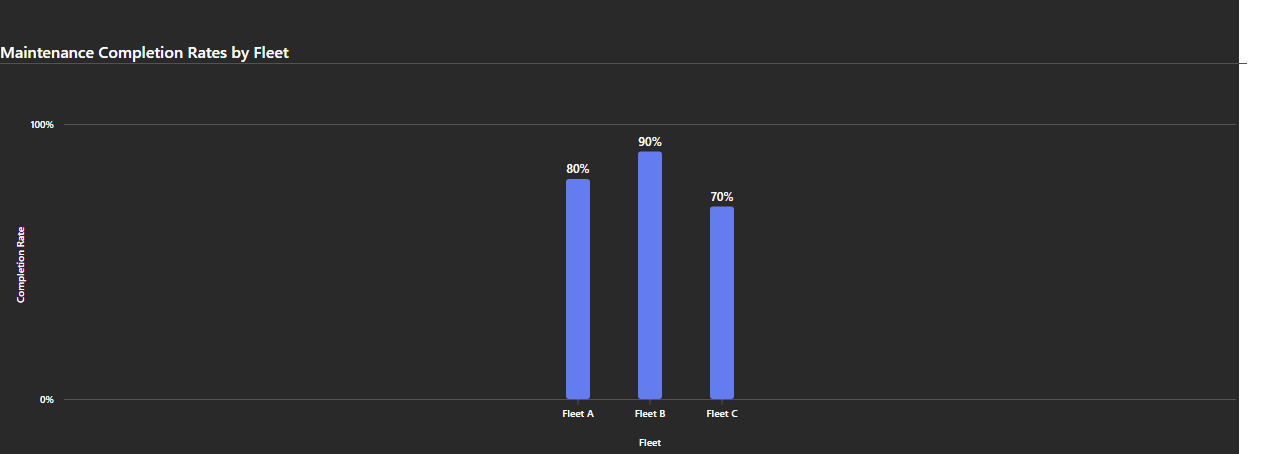 Maintenance Completion Rates by Fleet
100%
90%
80%
70%
Completion Rate
0%
Fleet A
Fleet B
Fleet C
Fleet